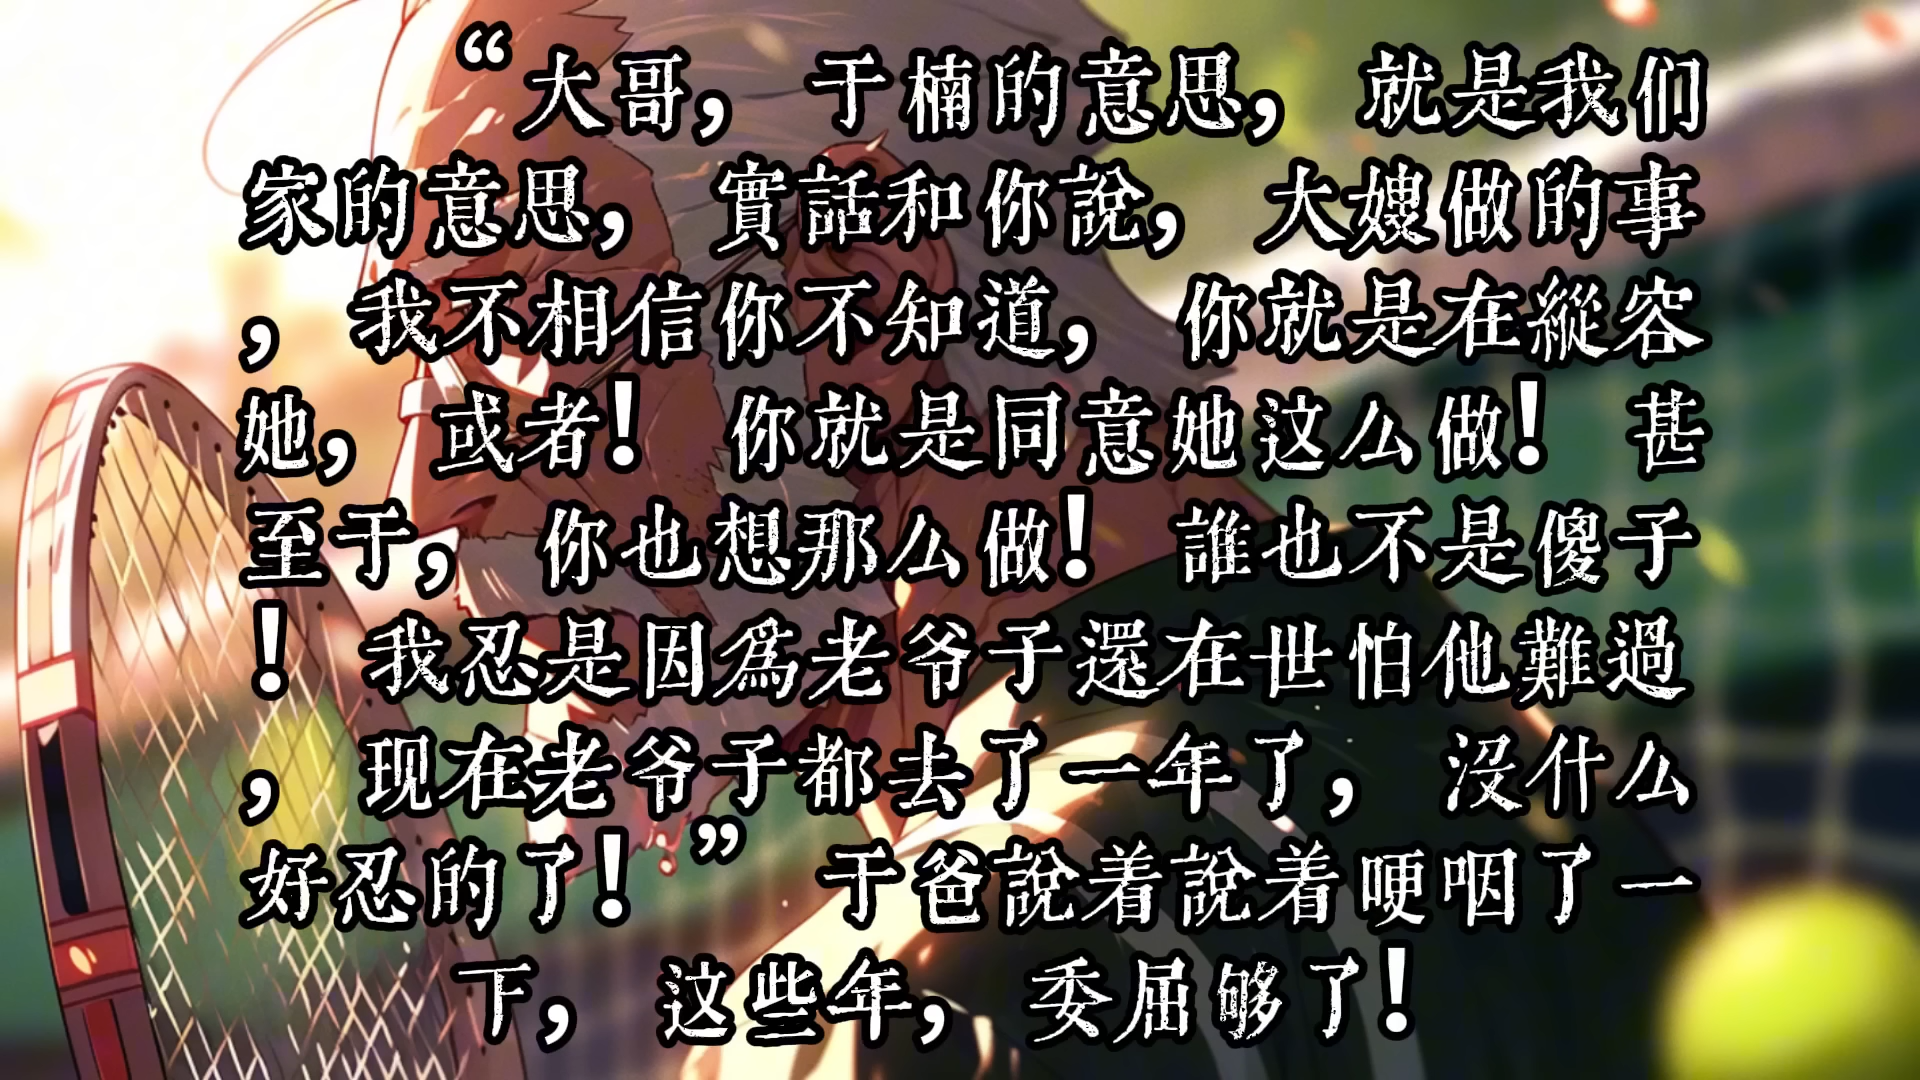 “大哥，于楠的意思，就是我们
家的意思，實話和你說，大嫂做的事
，我不相信你不知道，你就是在縱容
她，或者！你就是同意她这么做！甚
至于，你也想那么做！誰也不是傻子
！我忍是因爲老爷子還在世怕他難過
，现在老爷子都去了一年了，沒什么
好忍的了！”于爸說着說着哽咽了一
下，这些年，委屈够了！